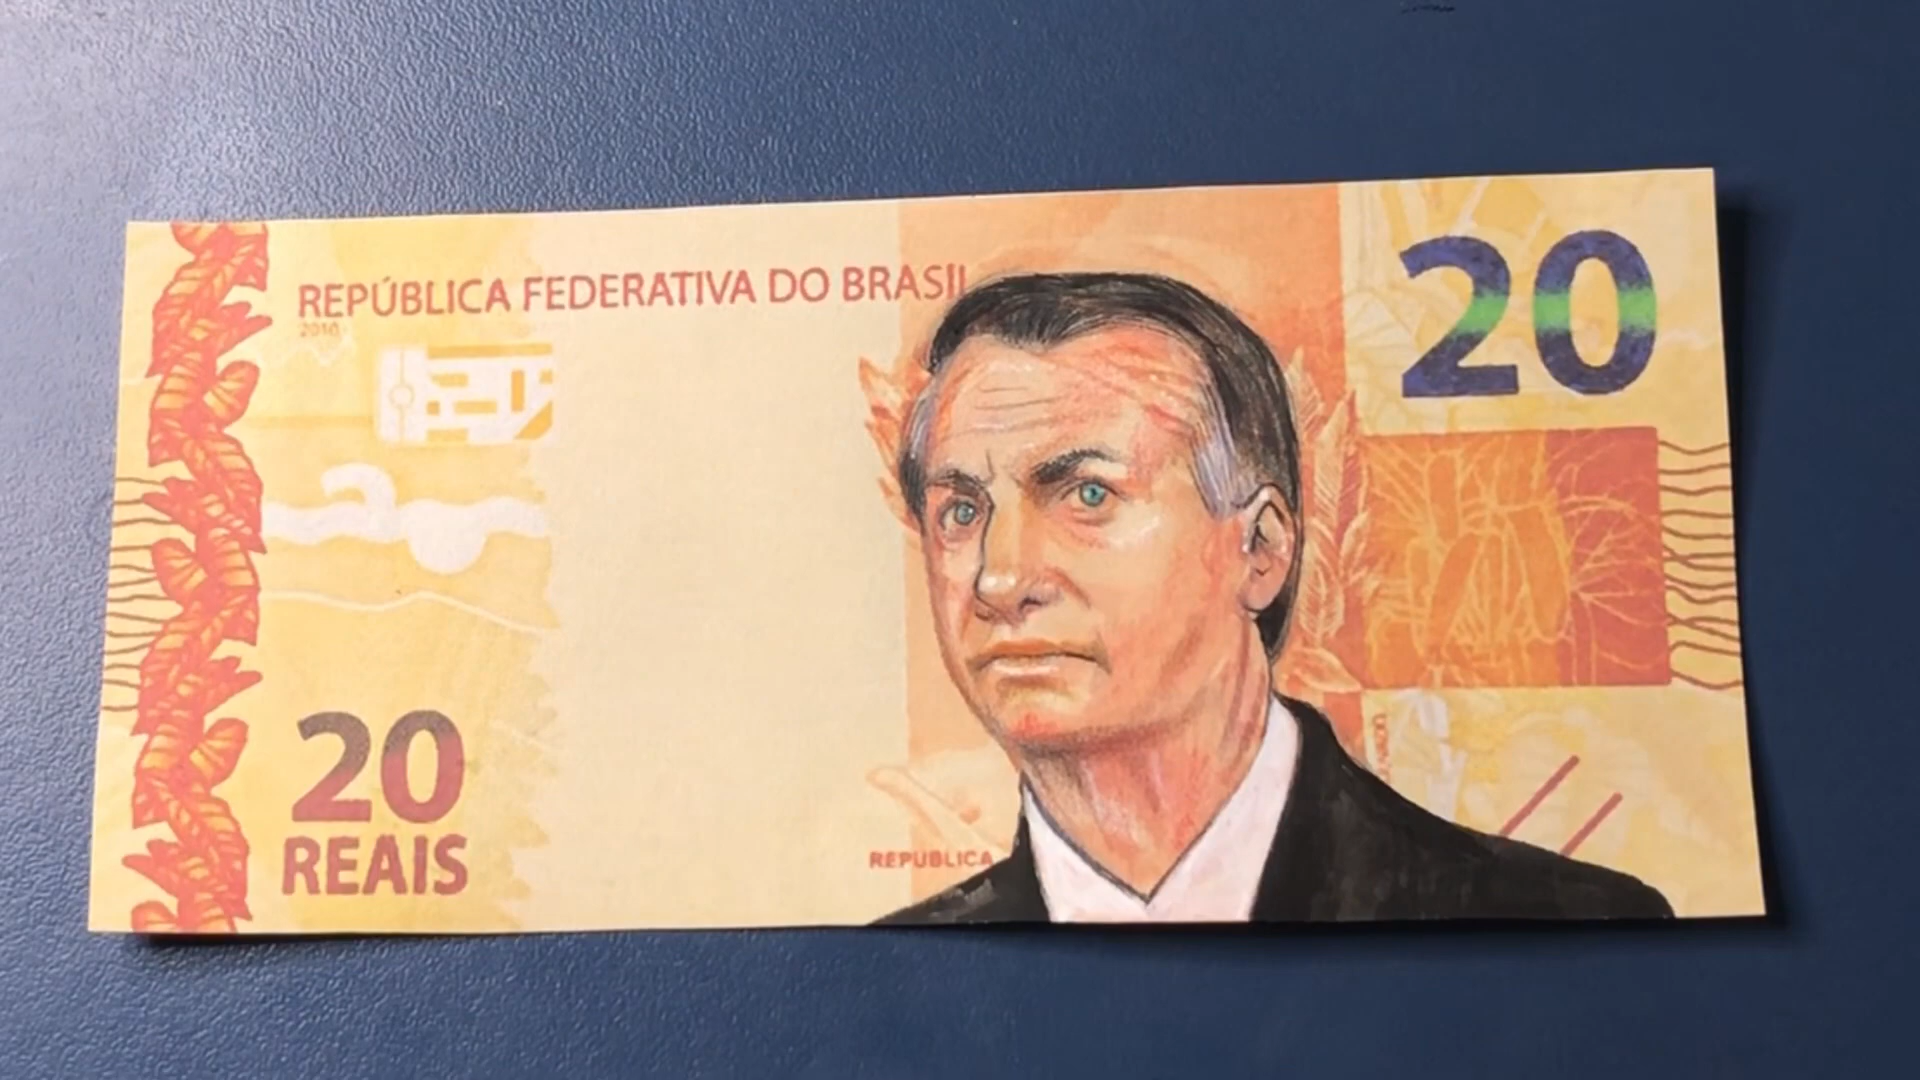 REPÚBLICA FEDERATIVA DO BRASIL
2010
20
20
REAIS
REPUBLICA